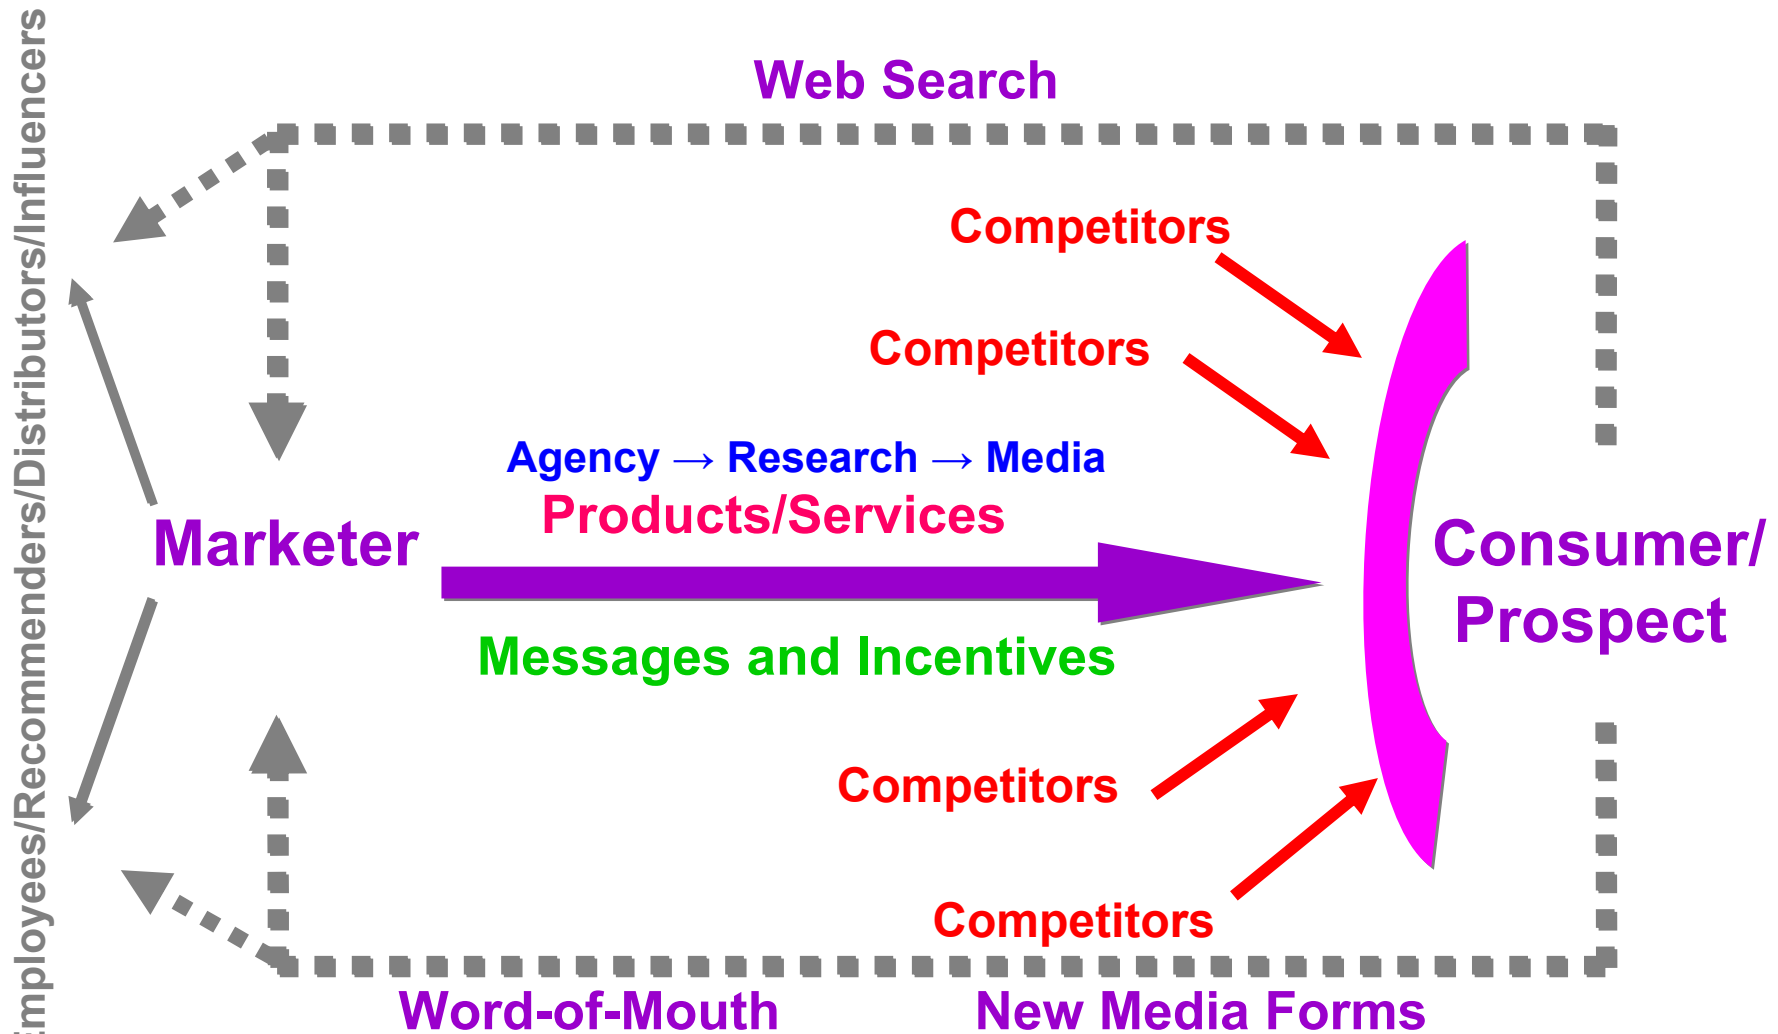 Web Search
Competitors
Competitors
Agency → Research → Media
Products/Services
Marketer
Consumer/
Prospect
Messages and Incentives
Competitors
Competitors
Word-of-Mouth
New Media Forms
mployees/Recommenders/Distributors/Influencers